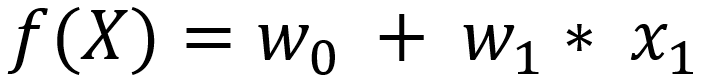 f(X) = w₀ + w₁ * x₁